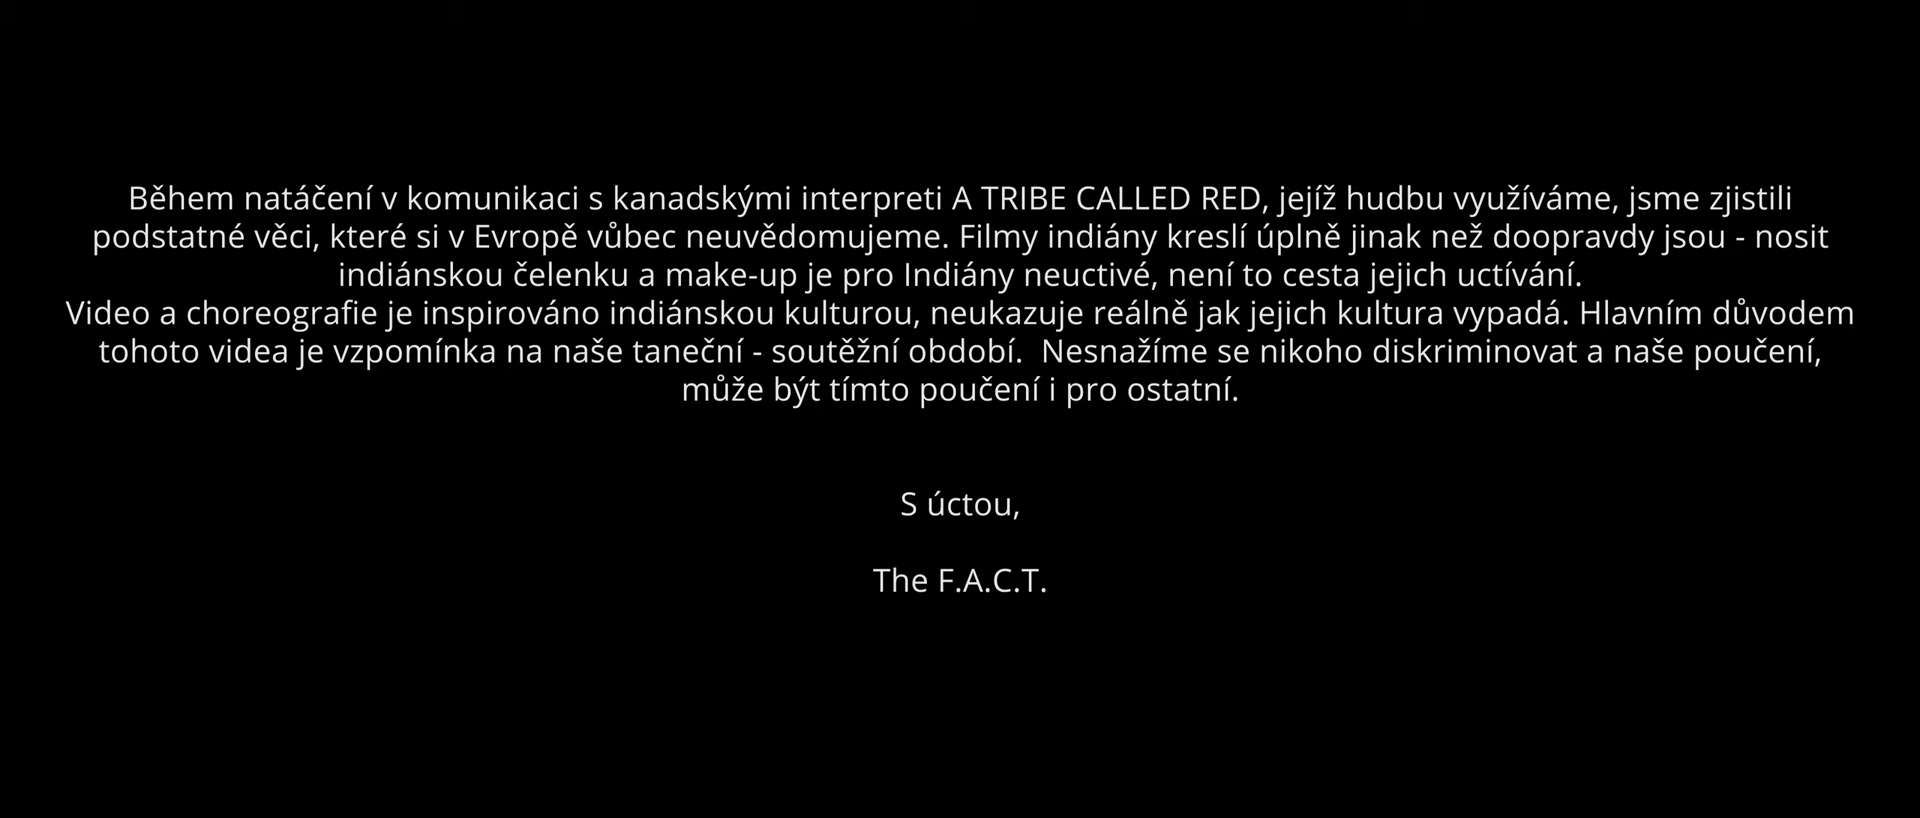 Během natáčení v komunikaci s kanadskými interpreti A TRIBE CALLED RED, jejíž hudbu využíváme, jsme zjistili
podstatné věci, které si v Evropě vůbec neuvědomujeme. Filmy indiány kreslí úplně jinak než doopravdy jsou - nosit
indiánskou čelenku a make-up je pro Indiány neuctivé, není to cesta jejich uctívání.
Video a choreografie je inspirováno indiánskou kulturou, neukazuje reálně jak jejich kultura vypadá. Hlavním důvodem
tohoto videa je vzpomínka na naše taneční - soutěžní období.  Nesnažíme se nikoho diskriminovat a naše poučení,
může být tímto poučení i pro ostatní.
S úctou,
The F.A.C.T.